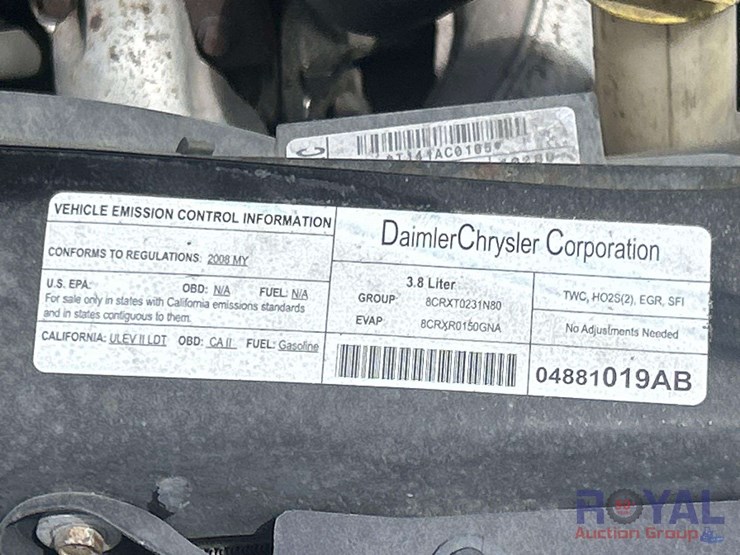 VEHICLE EMISSION CONTROL INFORMATION
CONFORMS TO REGULATIONS: 2008 MY
U.S. EPA: OBD: N/A FUEL: N/A
For sale only in states with California emissions standards
and in states contiguous to them.
CALIFORNIA: ULEV II LDT OBD: CA II FUEL: Gasoline
DaimlerChrysler Corporation
3.8 Liter
GROUP: 8CRXT0231N80
EVAP: 8CRXR0150GNA
TWC, HO2S(2), EGR, SFI
No Adjustments Needed
04881019AB
ROYAL
Auction Group